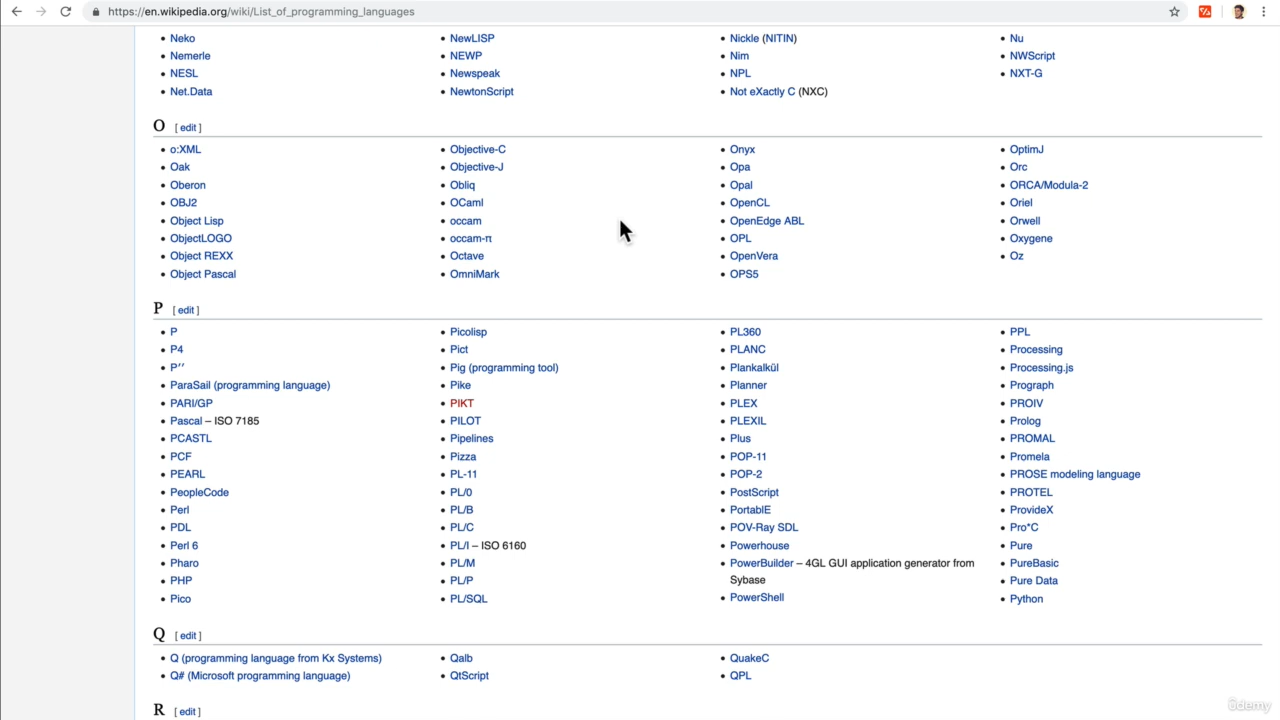 https://en.wikipedia.org/wiki/List_of_programming_languages
Neko
Nemerle
NESL
Net.Data
NewLISP
NEWP
Newspeak
NewtonScript
Nickle (NITIN)
Nim
NPL
Not eXactly C (NXC)
Nu
NWScript
NXT-G
O [ edit ]
o:XML
Oak
Oberon
OBJ2
Object Lisp
ObjectLOGO
Object REXX
Object Pascal
Objective-C
Objective-J
Obliq
OCaml
occam
occam-π
Octave
OmniMark
Onyx
Opa
Opal
OpenCL
OpenEdge ABL
OPL
OpenVera
OPS5
OptimJ
Orc
ORCA/Modula-2
Oriel
Orwell
Oxygene
Oz
P [ edit ]
P
P4
P′′
ParaSail (programming language)
PARI/GP
Pascal – ISO 7185
PCASTL
PCF
PEARL
PeopleCode
Perl
PDL
Perl 6
Pharo
PHP
Pico
Picolisp
Pict
Pig (programming tool)
Pike
PIKT
PILOT
Pipelines
Pizza
PL-11
PL/0
PL/B
PL/C
PL/I – ISO 6160
PL/M
PL/P
PL/SQL
PL360
PLANC
Plankalkül
Planner
PLEX
PLEXIL
Plus
POP-11
POP-2
PostScript
PortablE
POV-Ray SDL
Powerhouse
PowerBuilder – 4GL GUI application generator from
Sybase
PowerShell
PPL
Processing
Processing.js
Prograph
PROIV
Prolog
PROMAL
Promela
PROSE modeling language
PROTEL
ProvideX
Pro*C
Pure
PureBasic
Pure Data
Python
Q [ edit ]
Q (programming language from Kx Systems)
Q# (Microsoft programming language)
Qalb
QtScript
QuakeC
QPL
R [ edit ]
ûdemy